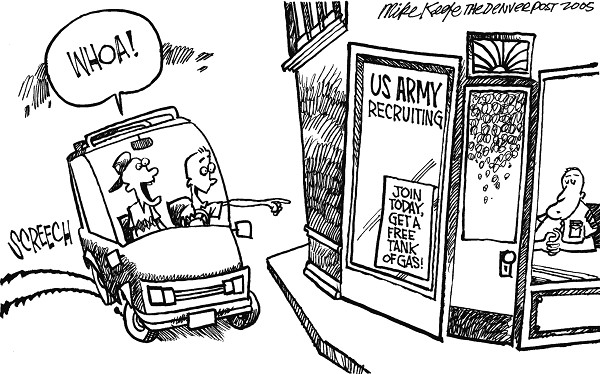 Mike Keefe THE DENVER POST 2005
WHOA!
US ARMY
RECRUITING
JOIN
TODAY,
GET A
FREE
TANK
OF GAS!
SCREECH